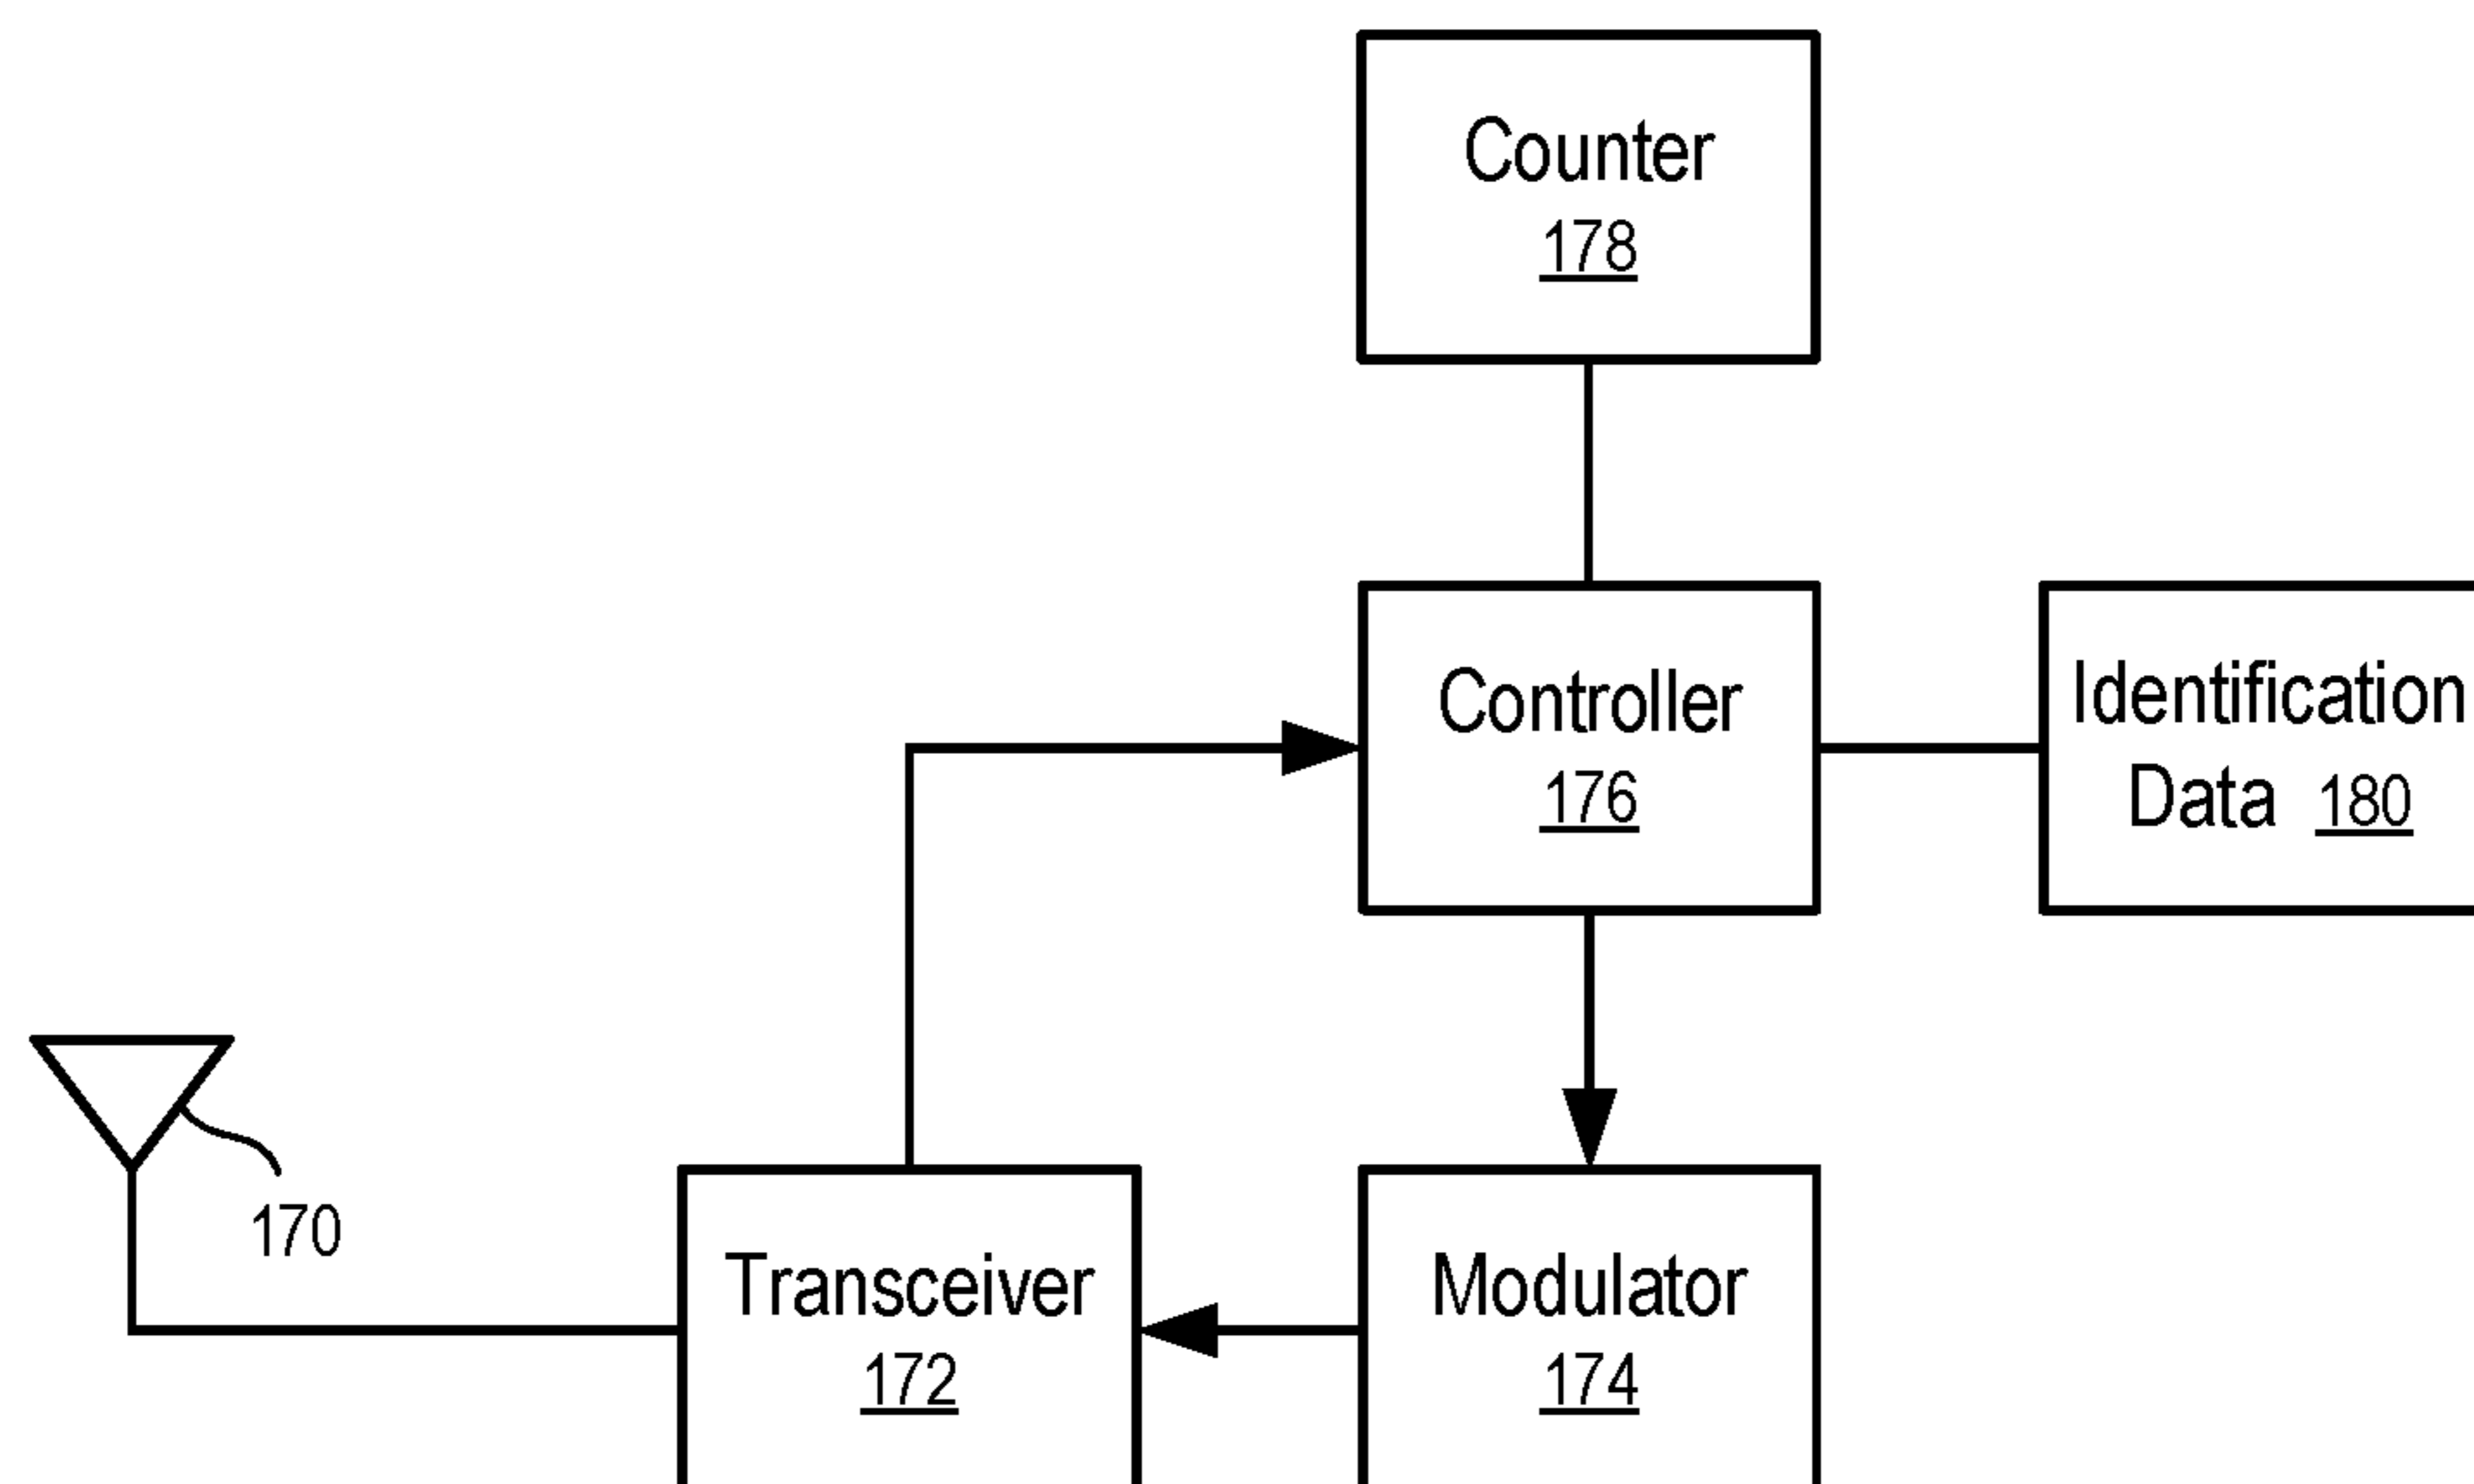 Counter
178
Controller
176
Identification
Data 180
170
Transceiver
172
Modulator
174